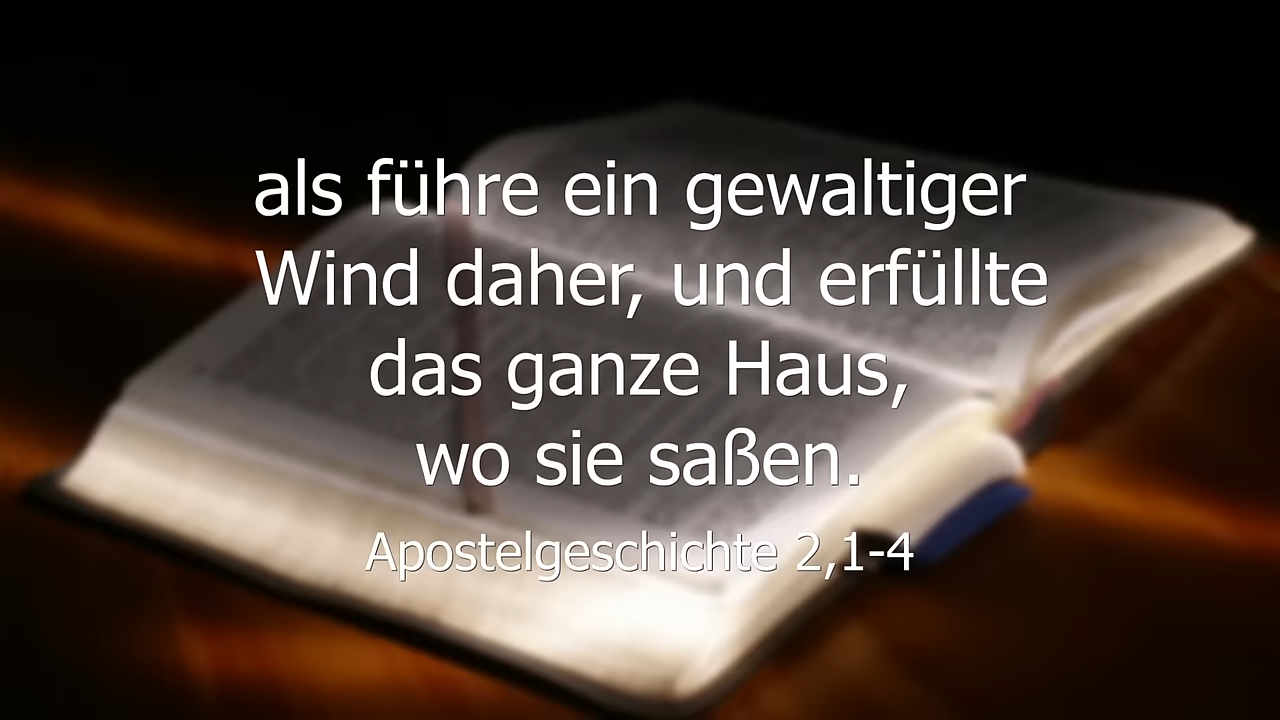 als führe ein gewaltiger
Wind daher, und erfüllte
das ganze Haus,
wo sie saßen.
Apostelgeschichte 2,1-4